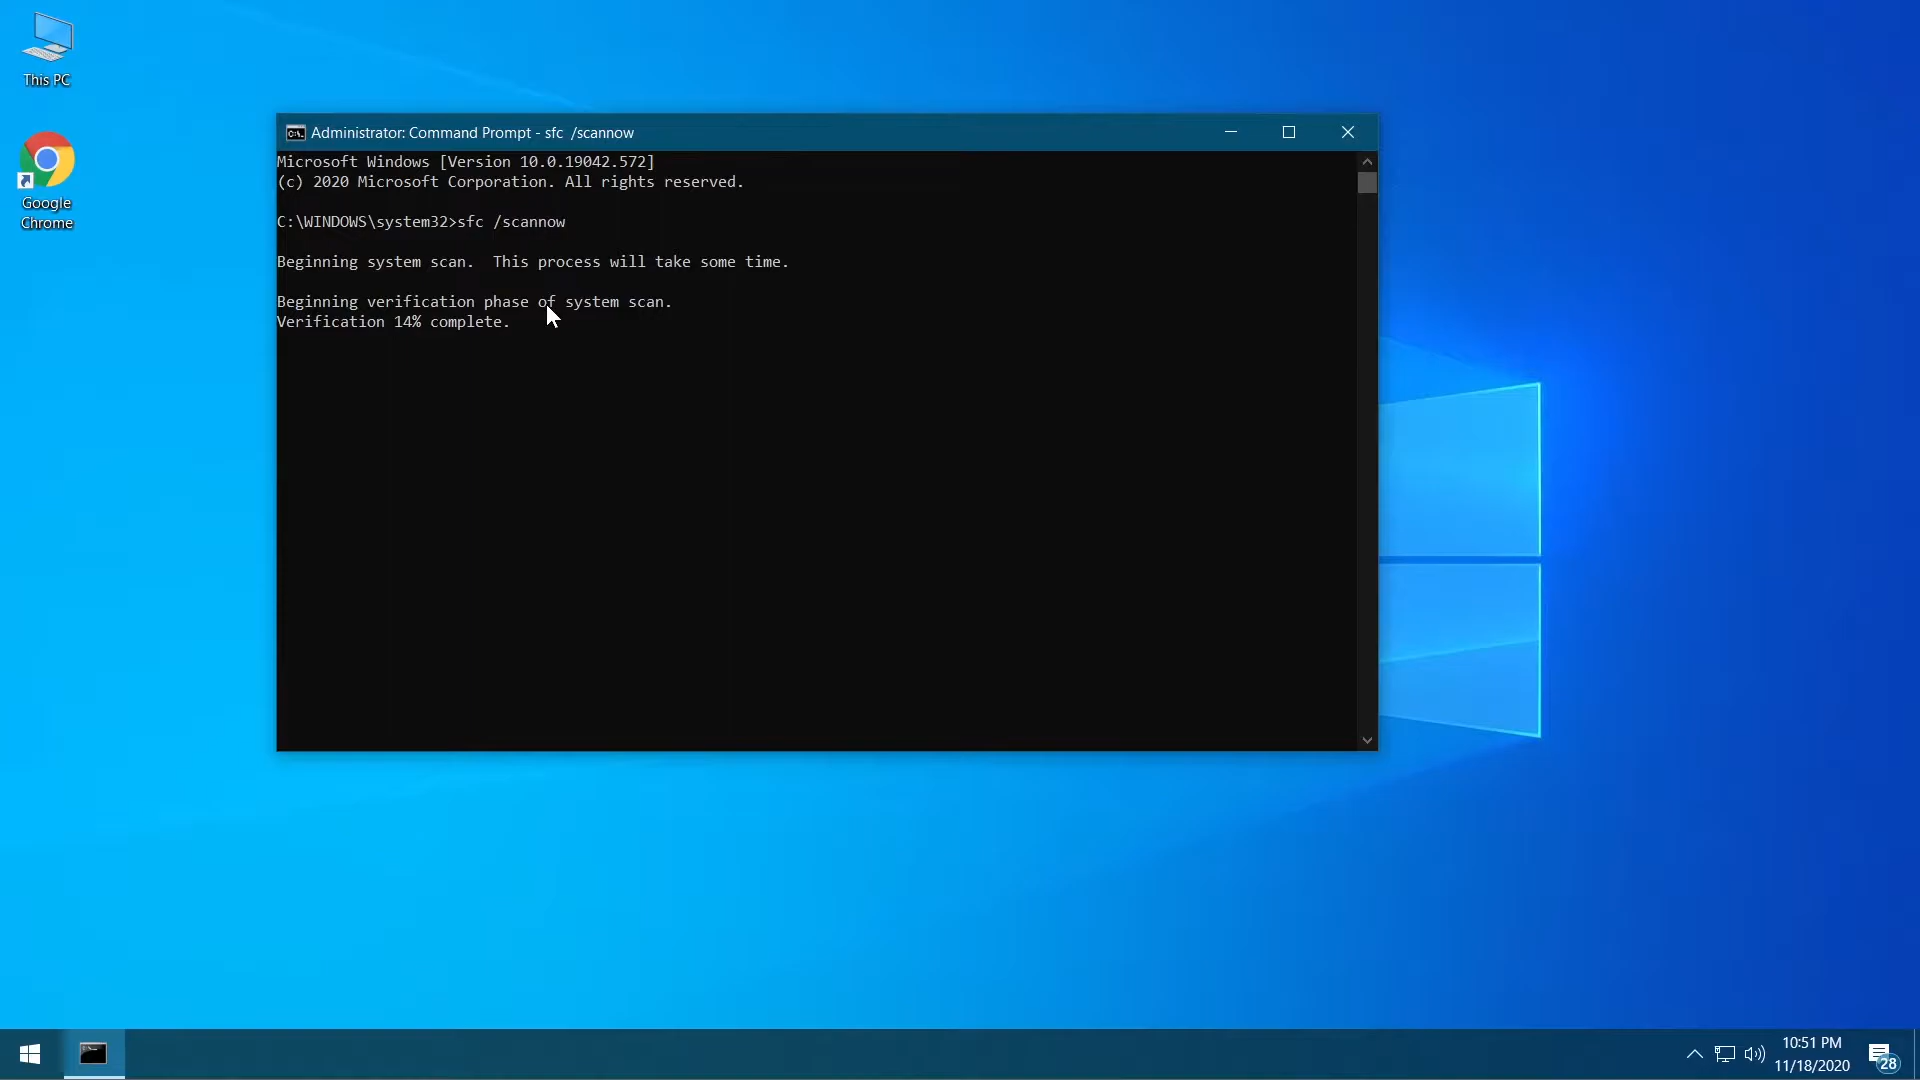 This PC
Google
Chrome
Administrator: Command Prompt - sfc  /scannow
Microsoft Windows [Version 10.0.19042.572]
(c) 2020 Microsoft Corporation. All rights reserved.
C:\WINDOWS\system32>sfc /scannow
Beginning system scan.  This process will take some time.
Beginning verification phase of system scan.
Verification 14% complete.
10:51 PM
11/18/2020
28